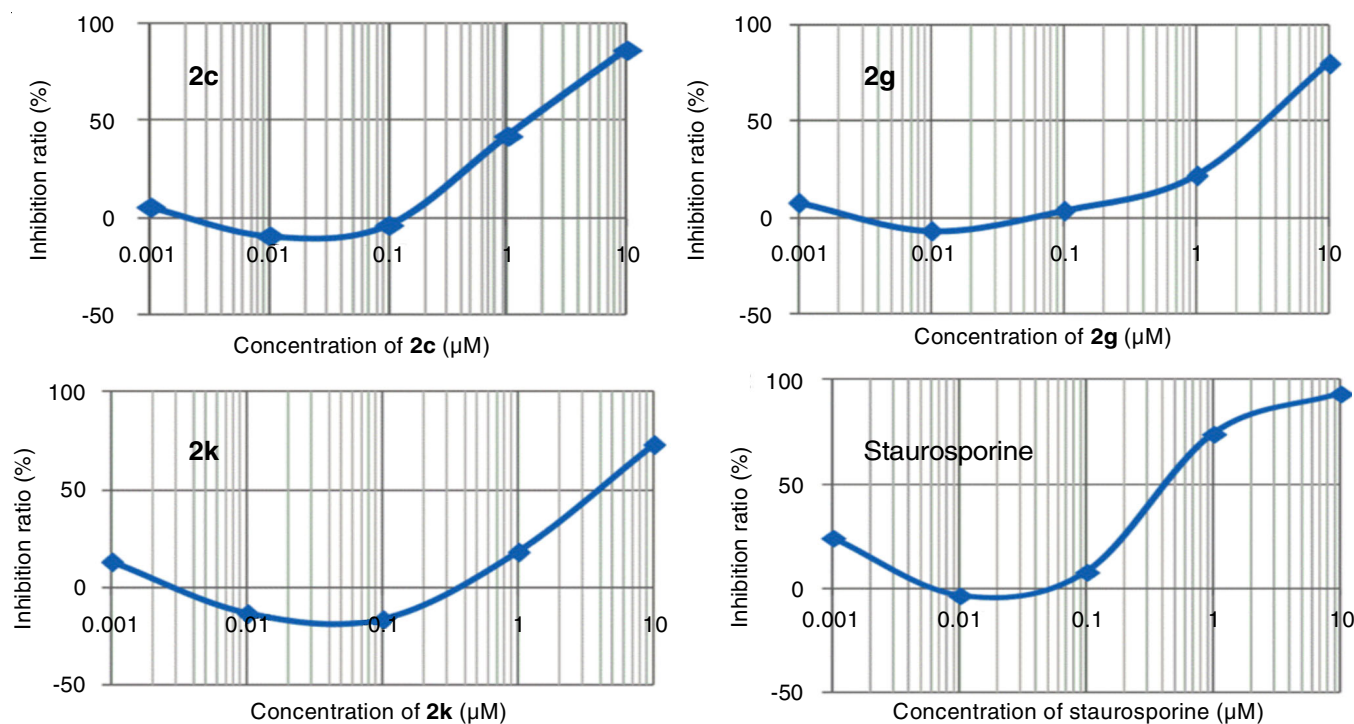 100
50
0
-50
Inhibition ratio (%)
2c
0.001 0.01 0.1 1 10
Concentration of 2c (µM)
100
50
0
-50
Inhibition ratio (%)
2g
0.001 0.01 0.1 1 10
Concentration of 2g (µM)
100
50
0
-50
Inhibition ratio (%)
2k
0.001 0.01 0.1 1 10
Concentration of 2k (µM)
100
50
0
-50
Inhibition ratio (%)
Staurosporine
0.001 0.01 0.1 1 10
Concentration of staurosporine (µM)